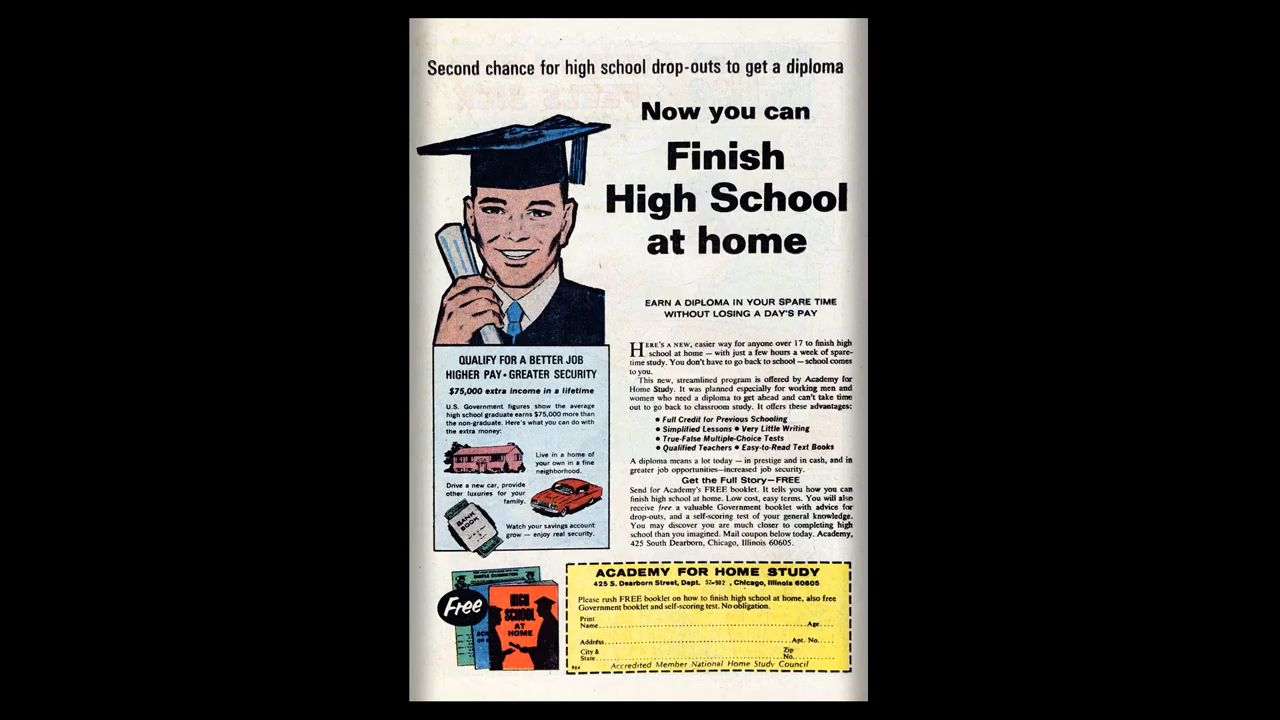 Second chance for high school drop-outs to get a diploma
Now you can
Finish
High School
at home
EARN A DIPLOMA IN YOUR SPARE TIME
WITHOUT LOSING A DAY'S PAY
QUALIFY FOR A BETTER JOB
HIGHER PAY • GREATER SECURITY
$75,000 extra income in a lifetime
U.S. Government figures show the average
high school graduate earns $75,000 more than
the non-graduate. Here's what you can do with
the extra money:
Live in a home of
your own in a fine
neighborhood.
Drive a new car, provide
other luxuries for your
family.
BANK
BOOK
Watch your savings account
grow — enjoy real security.
HERE'S A NEW, easier way for anyone over 17 to finish high
school at home — with just a few hours a week of spare-
time study. You don't have to go back to school — school comes
to you.
This new, streamlined program is offered by Academy for
Home Study. It was planned especially for working men and
women who need a diploma to get ahead and can't take time
out to go back to classroom study. It offers these advantages:
• Full Credit for Previous Schooling
• Simplified Lessons • Very Little Writing
• True-False Multiple-Choice Tests
• Qualified Teachers • Easy-to-Read Text Books
A diploma means a lot today — in prestige and in cash, and in
greater job opportunities—increased job security.
Get the Full Story—FREE
Send for Academy's FREE booklet. It tells you how you can
finish high school at home. Low cost, easy terms. You will also
receive free a valuable Government booklet with advice for
drop-outs, and a self-scoring test of your general knowledge.
You may discover you are much closer to completing high
school than you imagined. Mail coupon below today. Academy,
425 South Dearborn, Chicago, Illinois 60605.
Free
SAMPLE EXAMINATION
HIGH
SCHOOL
AT
HOME
ACADEMY FOR HOME STUDY
425 S. Dearborn Street, Dept. 52-902 , Chicago, Illinois 60605
Please rush FREE booklet on how to finish high school at home, also free
Government booklet and self-scoring test. No obligation.
Print
Name Age
Address Apt. No.
City & Zip
State No.
Accredited Member National Home Study Council